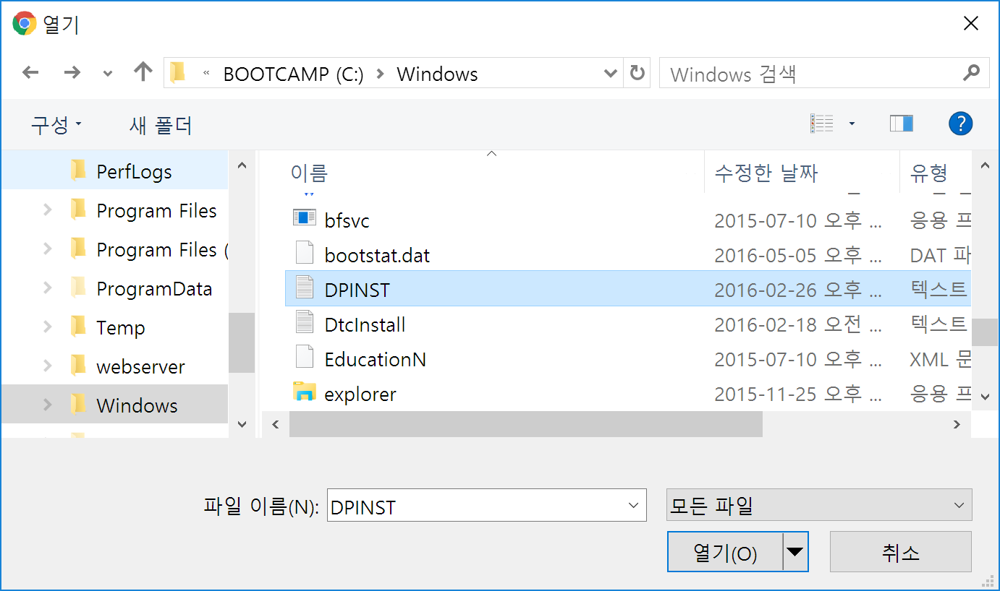 열기
« BOOTCAMP (C:) > Windows
Windows 검색
구성
새 폴더
?
PerfLogs
Program Files
Program Files (
ProgramData
Temp
webserver
Windows
이름 수정한 날짜 유형
bfsvc 2015-07-10 오후 ... 응용 프
bootstat.dat 2016-05-05 오후 ... DAT 파
DPINST 2016-02-26 오후 ... 텍스트
DtcInstall 2016-02-18 오전 ... 텍스트
EducationN 2015-07-10 오후 ... XML 문
explorer 2015-11-25 오후 ... 응용 프
파일 이름(N): DPINST
모든 파일
열기(O) 취소